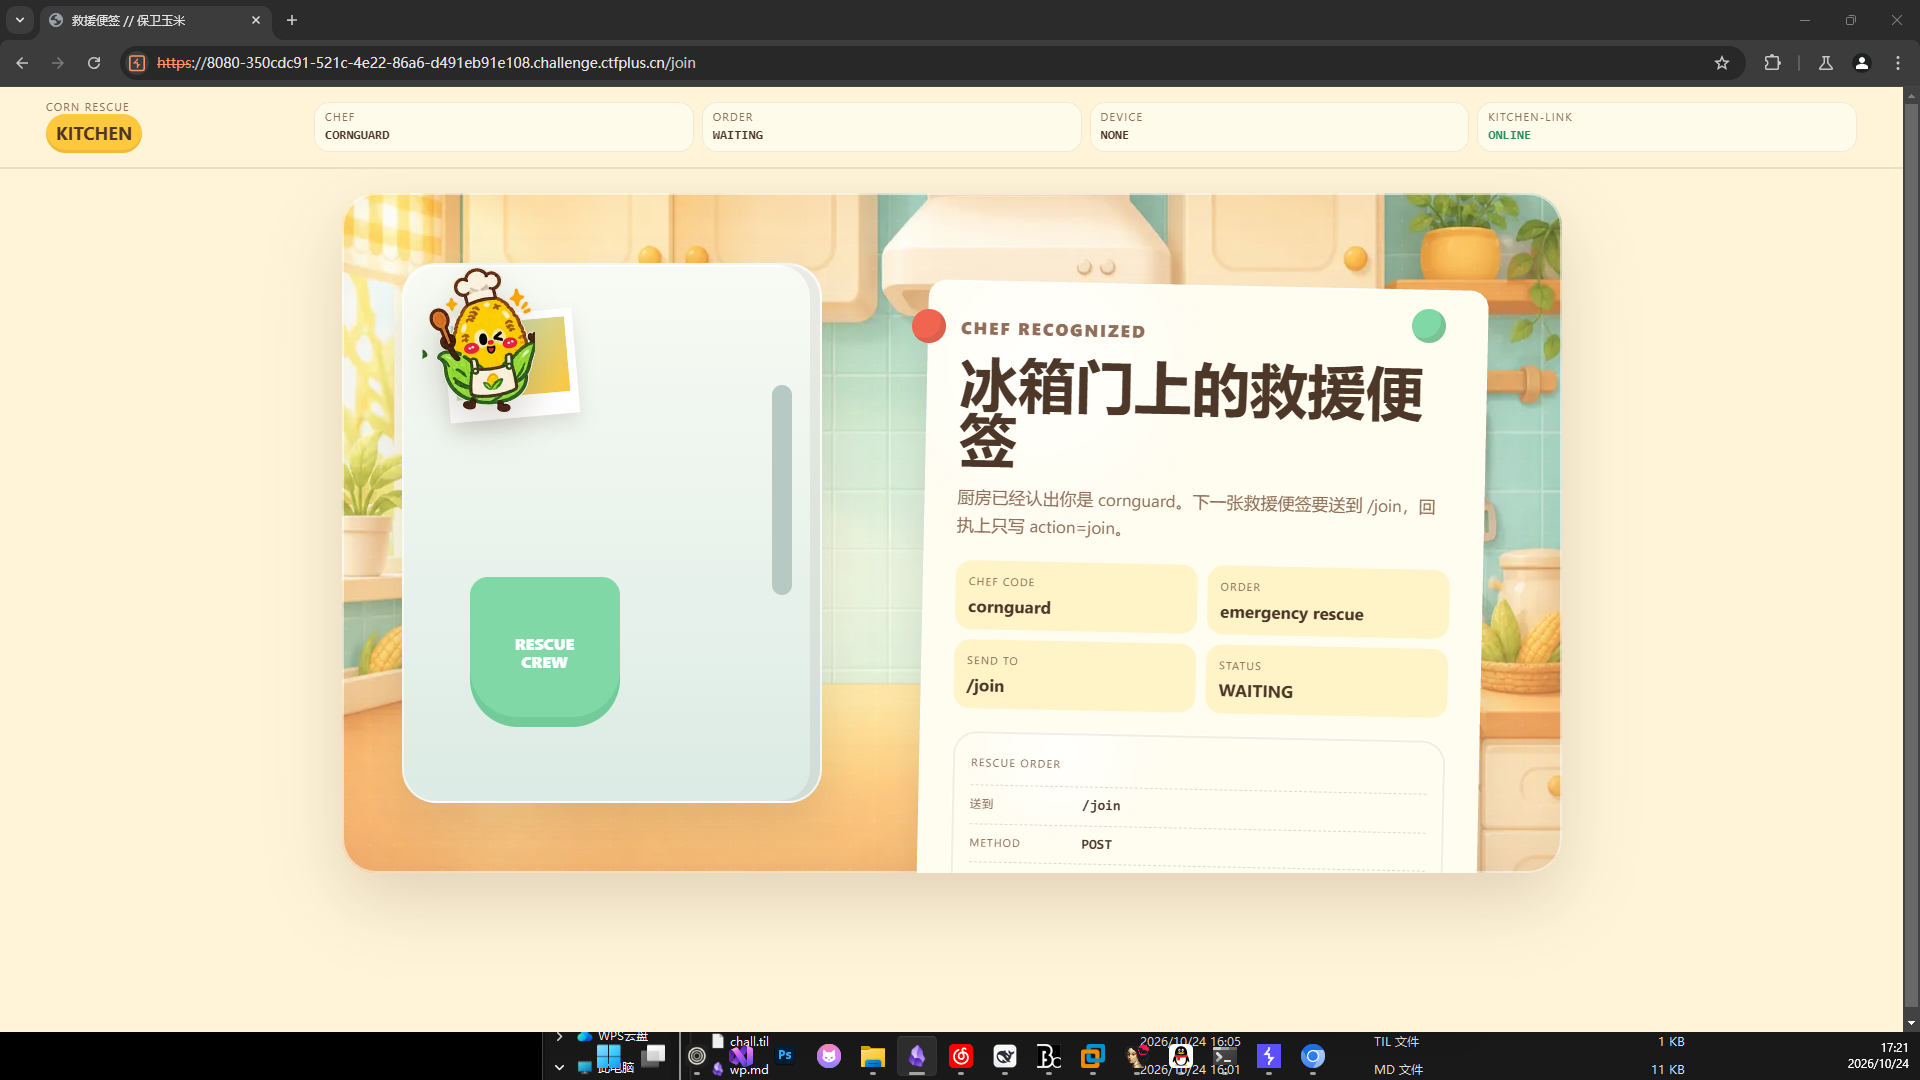 救援便签 // 保卫玉米
https://8080-350cdc91-521c-4e22-86a6-d491eb91e108.challenge.ctfplus.cn/join
CORN RESCUE
KITCHEN
CHEF
CORNGUARD
ORDER
WAITING
DEVICE
NONE
KITCHEN-LINK
ONLINE
RESCUE
CREW
CHEF RECOGNIZED
冰箱门上的救援便
签
厨房已经认出你是 cornguard。下一张救援便签要送到 /join，回
执上只写 action=join。
CHEF CODE
cornguard
ORDER
emergency rescue
SEND TO
/join
STATUS
WAITING
RESCUE ORDER
送到 /join
METHOD POST
WPS云盘
chall.til
2026/10/24 16:05
TIL 文件
1 KB
此电脑
wp.md
2026/10/24 16:01
MD 文件
11 KB
Ps
17:21
2026/10/24